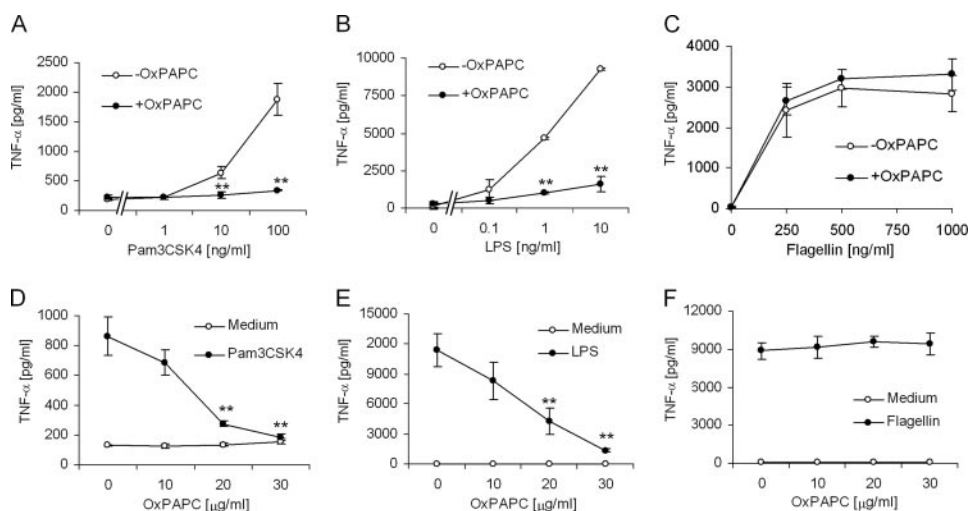 A
TNF-α [pg/ml]
2500
2000
1500
1000
500
0
-OxPAPC
+OxPAPC
**
**
0
1
10
100
Pam3CSK4 [ng/ml]
B
TNF-α [pg/ml]
10000
7500
5000
2500
0
-OxPAPC
+OxPAPC
**
**
0
0.1
1
10
LPS [ng/ml]
C
TNF-α [pg/ml]
4000
3000
2000
1000
0
-OxPAPC
+OxPAPC
0
250
500
750
1000
Flagellin [ng/ml]
D
TNF-α [pg/ml]
1000
800
600
400
200
0
Medium
Pam3CSK4
**
**
0
10
20
30
OxPAPC [μg/ml]
E
TNF-α [pg/ml]
15000
12000
9000
6000
3000
0
Medium
LPS
**
**
0
10
20
30
OxPAPC [μg/ml]
F
TNF-α [pg/ml]
12000
9000
6000
3000
0
Medium
Flagellin
0
10
20
30
OxPAPC [μg/ml]